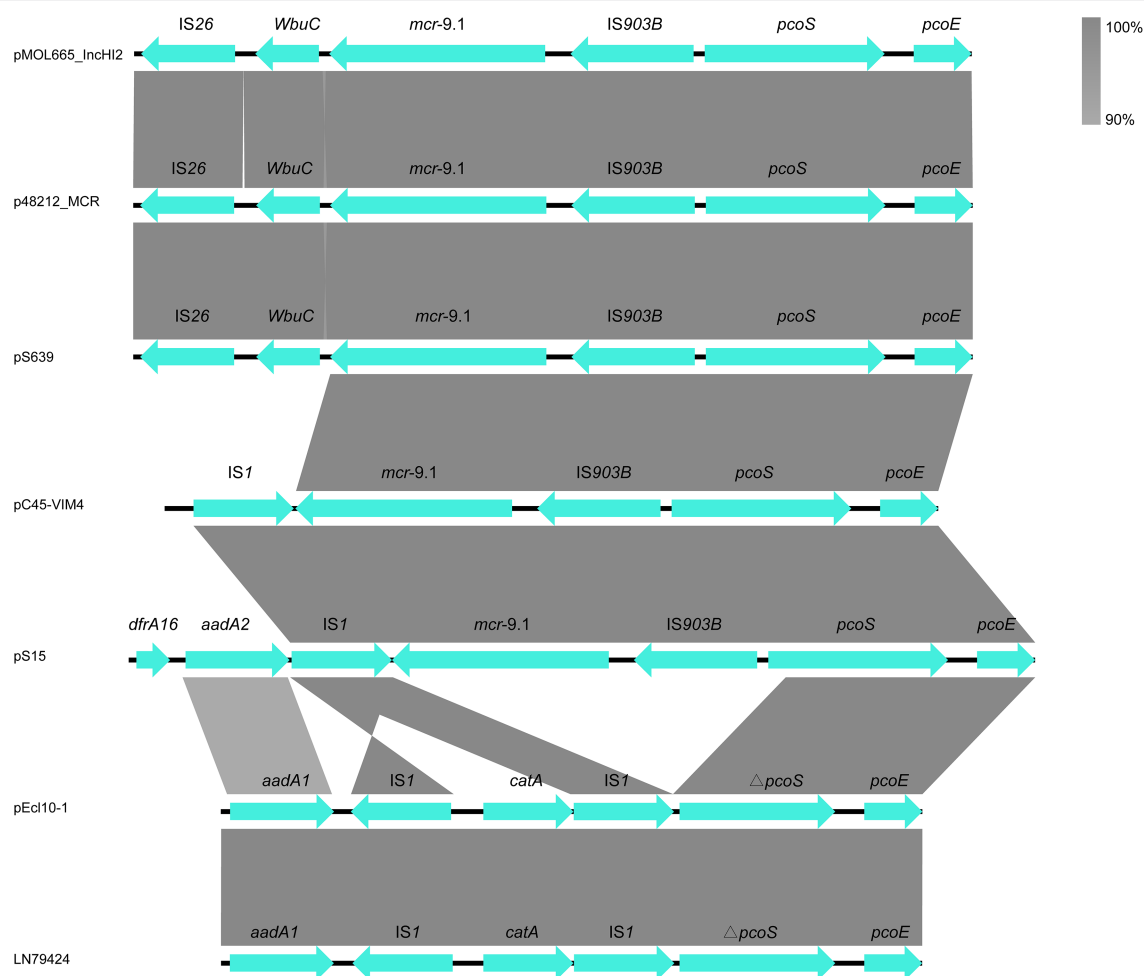 IS26 WbuC mcr-9.1 IS903B pcoS pcoE 100%
pMOL665_IncHI2
90%
IS26 WbuC mcr-9.1 IS903B pcoS pcoE
p48212_MCR
IS26 WbuC mcr-9.1 IS903B pcoS pcoE
pS639
IS1 mcr-9.1 IS903B pcoS pcoE
pC45-VIM4
dfrA16 aadA2 IS1 mcr-9.1 IS903B pcoS pcoE
pS15
aadA1 IS1 catA IS1 △pcoS pcoE
pEcl10-1
aadA1 IS1 catA IS1 △pcoS pcoE
LN79424